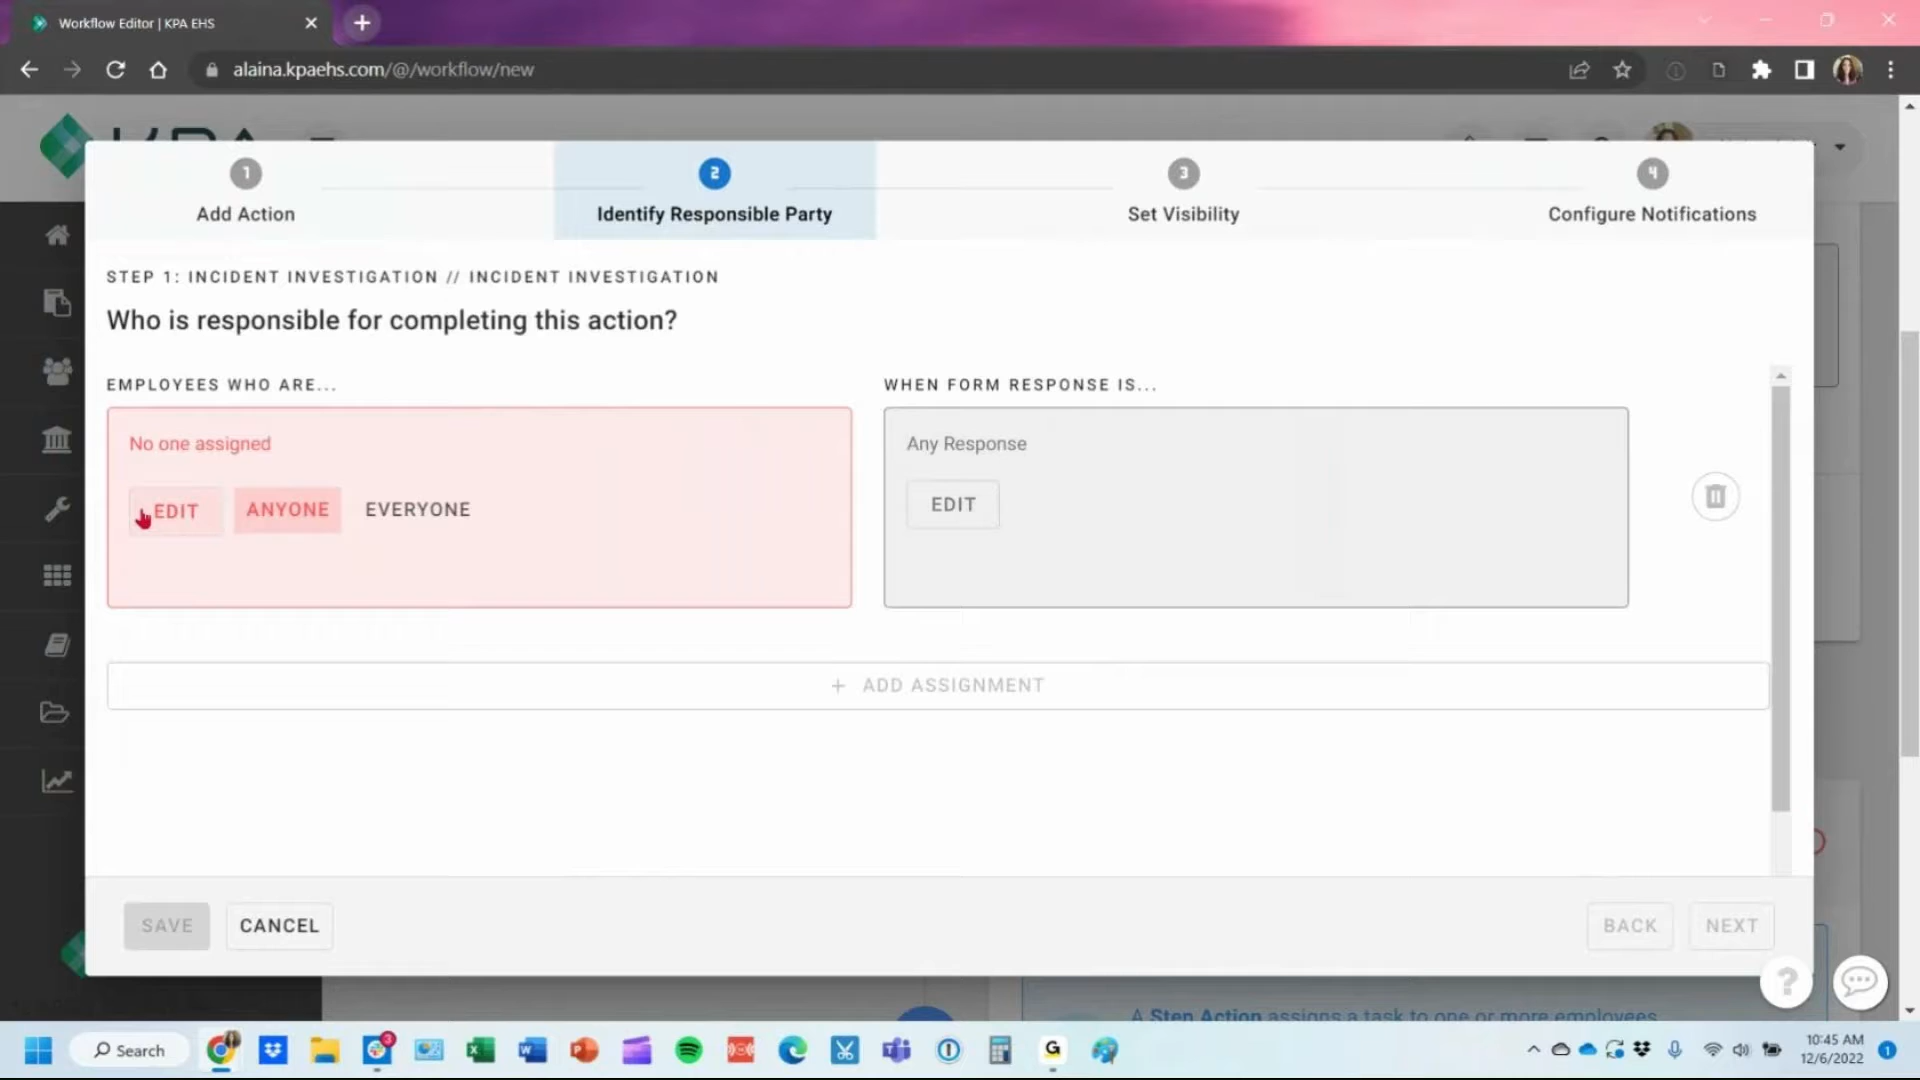 Workflow Editor | KPA EHS
alaina.kpaehs.com/@/workflow/new
1
2
3
4
Add Action
Identify Responsible Party
Set Visibility
Configure Notifications
STEP 1: INCIDENT INVESTIGATION // INCIDENT INVESTIGATION
Who is responsible for completing this action?
EMPLOYEES WHO ARE...
WHEN FORM RESPONSE IS...
No one assigned
Any Response
EDIT
ANYONE
EVERYONE
EDIT
+ ADD ASSIGNMENT
SAVE
CANCEL
BACK
NEXT
?
A Step Action assigns a task to one or more employees
Search
3
10:45 AM
12/6/2022
1